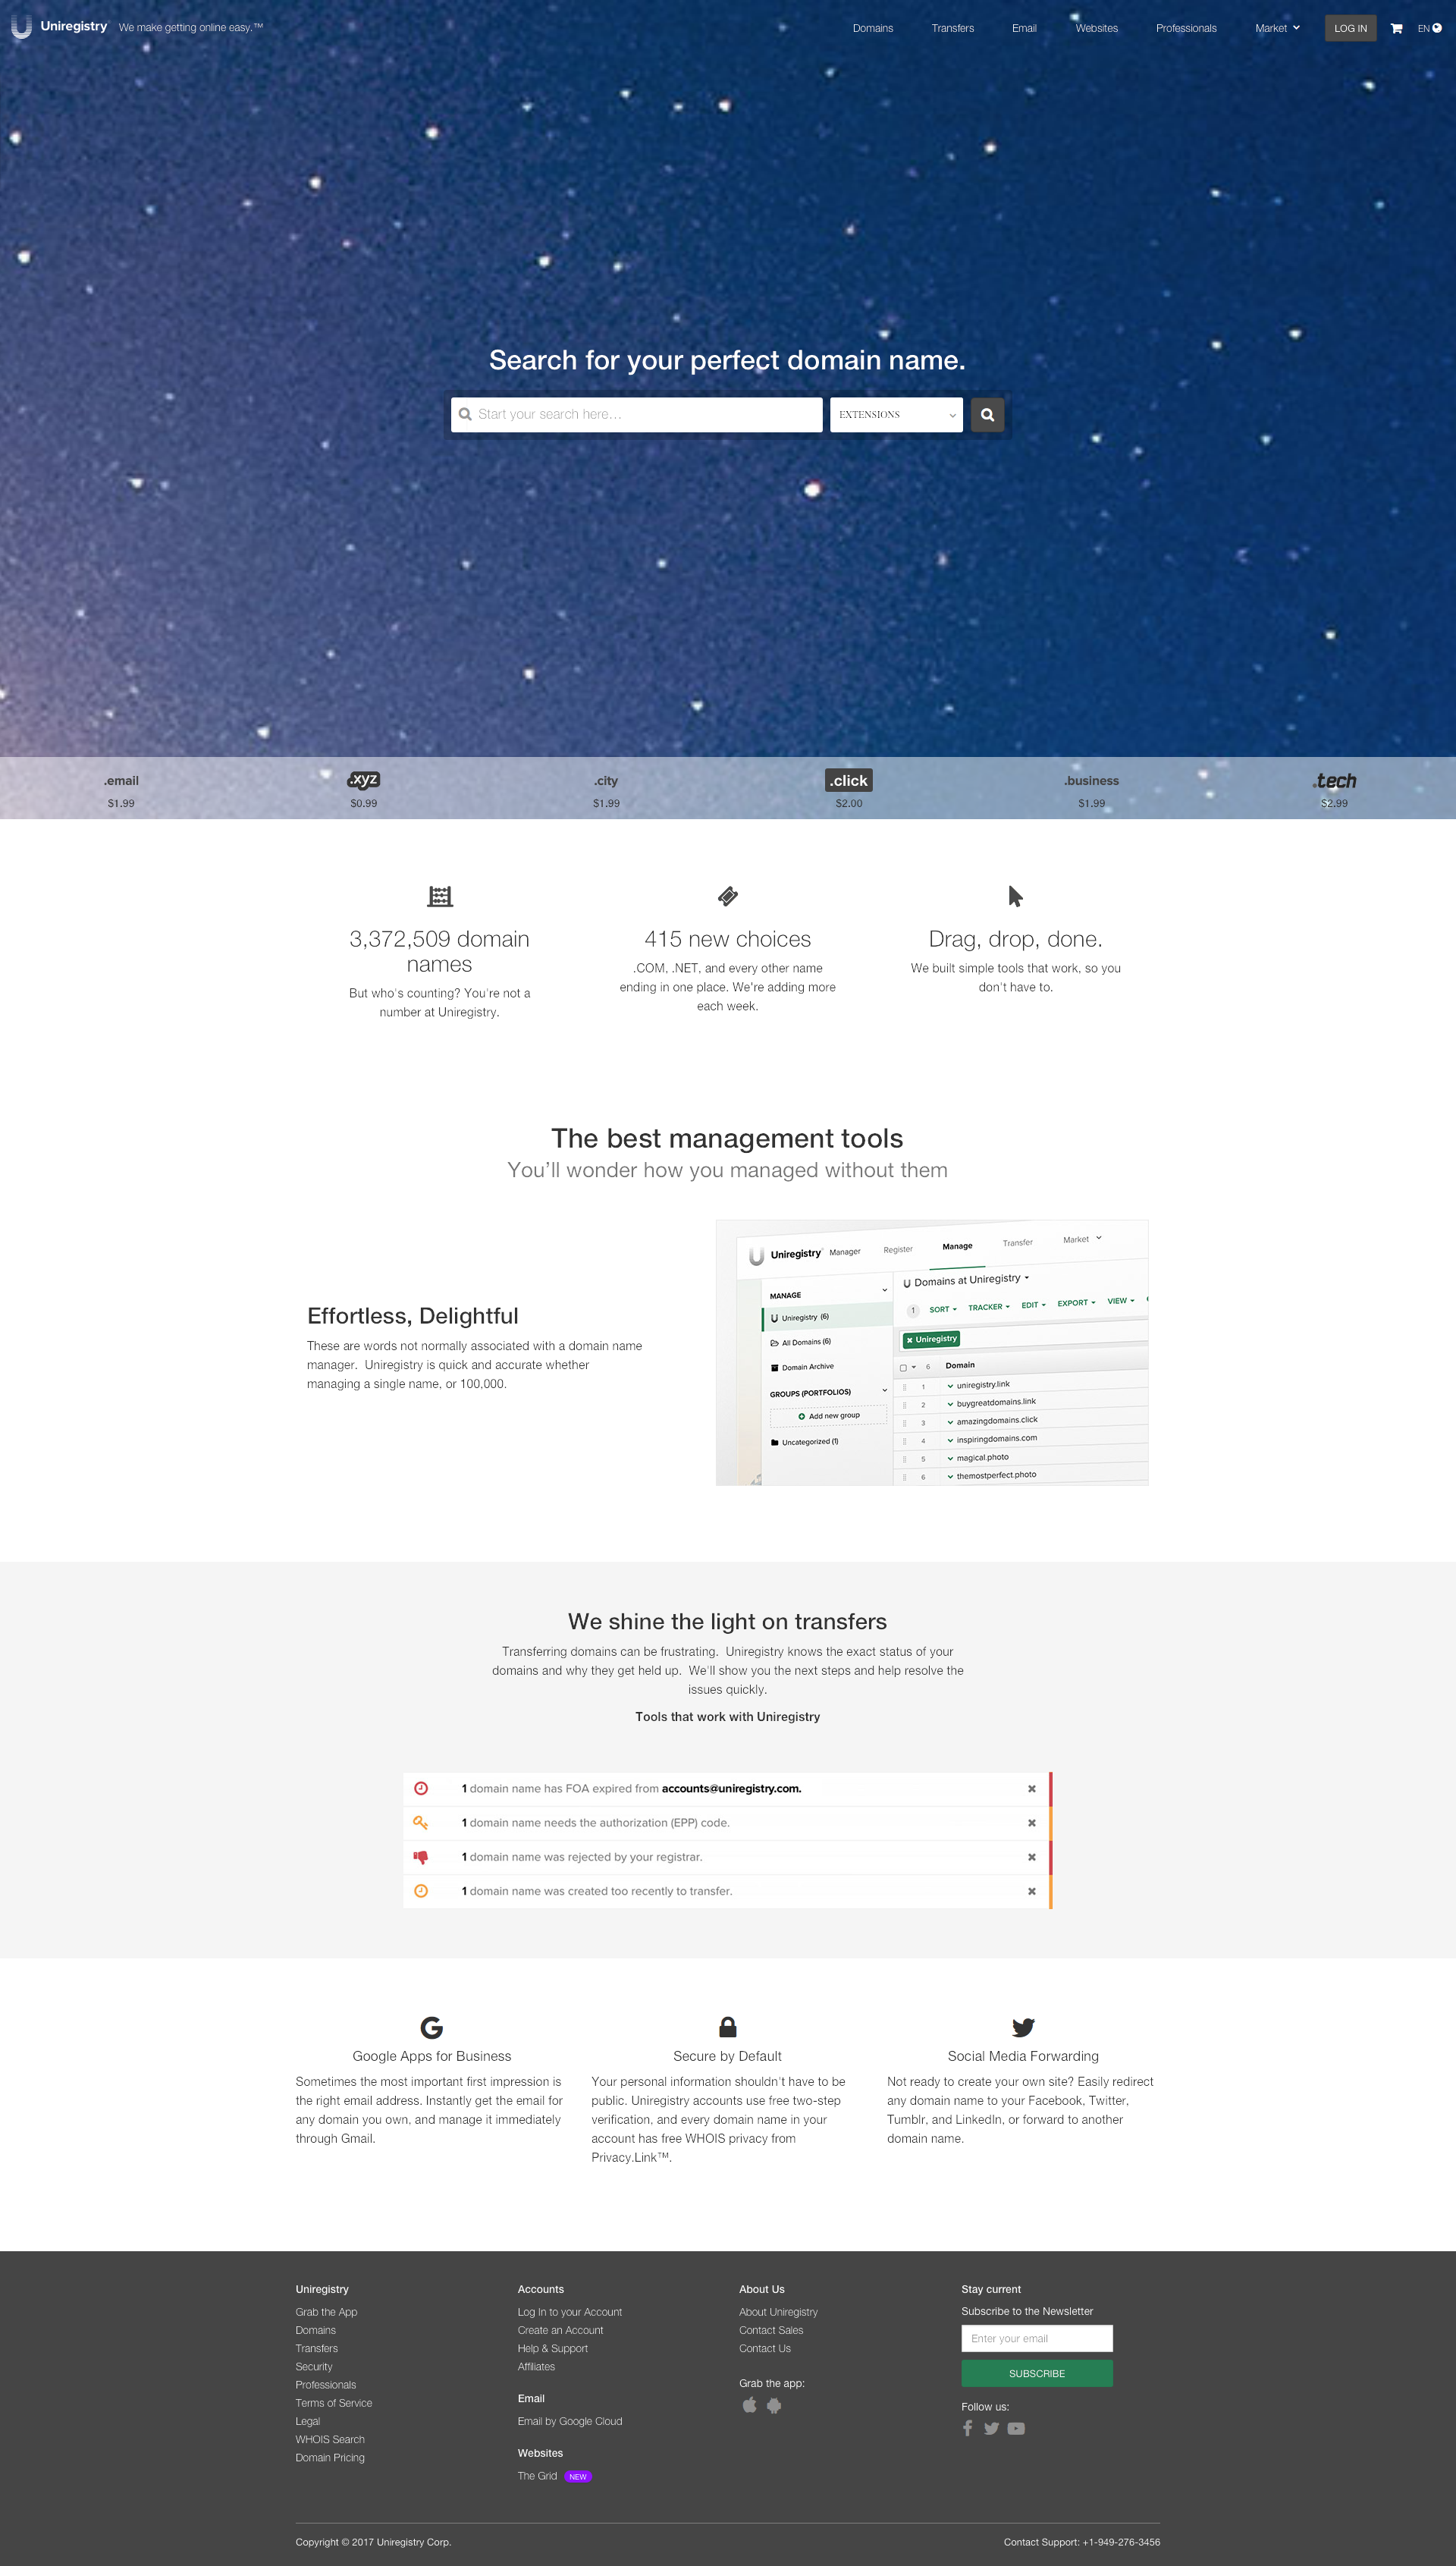 Uniregistry We make getting online easy.™
Domains Transfers Email Websites Professionals Market LOG IN EN
Search for your perfect domain name.
Start your search here... EXTENSIONS
.email .xyz .city .click .business .tech
$1.99 $0.99 $1.99 $2.00 $1.99 $2.99
3,372,509 domain
names
But who's counting? You're not a
number at Uniregistry.
415 new choices
.COM, .NET, and every other name
ending in one place. We're adding more
each week.
Drag, drop, done.
We built simple tools that work, so you
don't have to.
The best management tools
You'll wonder how you managed without them
Effortless, Delightful
These are words not normally associated with a domain name
manager. Uniregistry is quick and accurate whether
managing a single name, or 100,000.
Uniregistry Manager Register Manage Transfer Market
MANAGE
Uniregistry (6)
All Domains (6)
Domain Archive
GROUPS (PORTFOLIOS)
Add new group
Uncategorized (1)
Domains at Uniregistry
1 SORT TRACKER EDIT EXPORT VIEW
Uniregistry
6 Domain
1 uniregistry.link
2 buygreatdomains.link
3 amazingdomains.click
4 inspiringdomains.com
5 magical.photo
6 themostperfect.photo
We shine the light on transfers
Transferring domains can be frustrating. Uniregistry knows the exact status of your
domains and why they get held up. We'll show you the next steps and help resolve the
issues quickly.
Tools that work with Uniregistry
1 domain name has FOA expired from accounts@uniregistry.com.
1 domain name needs the authorization (EPP) code.
1 domain name was rejected by your registrar.
1 domain name was created too recently to transfer.
Google Apps for Business
Sometimes the most important first impression is
the right email address. Instantly get the email for
any domain you own, and manage it immediately
through Gmail.
Secure by Default
Your personal information shouldn't have to be
public. Uniregistry accounts use free two-step
verification, and every domain name in your
account has free WHOIS privacy from
Privacy.Link™.
Social Media Forwarding
Not ready to create your own site? Easily redirect
any domain name to your Facebook, Twitter,
Tumblr, and LinkedIn, or forward to another
domain name.
Uniregistry
Grab the App
Domains
Transfers
Security
Professionals
Terms of Service
Legal
WHOIS Search
Domain Pricing
Accounts
Log In to your Account
Create an Account
Help & Support
Affiliates
Email
Email by Google Cloud
Websites
The Grid NEW
About Us
About Uniregistry
Contact Sales
Contact Us
Grab the app:
Stay current
Subscribe to the Newsletter
Enter your email
SUBSCRIBE
Follow us:
Copyright © 2017 Uniregistry Corp.
Contact Support: +1-949-276-3456